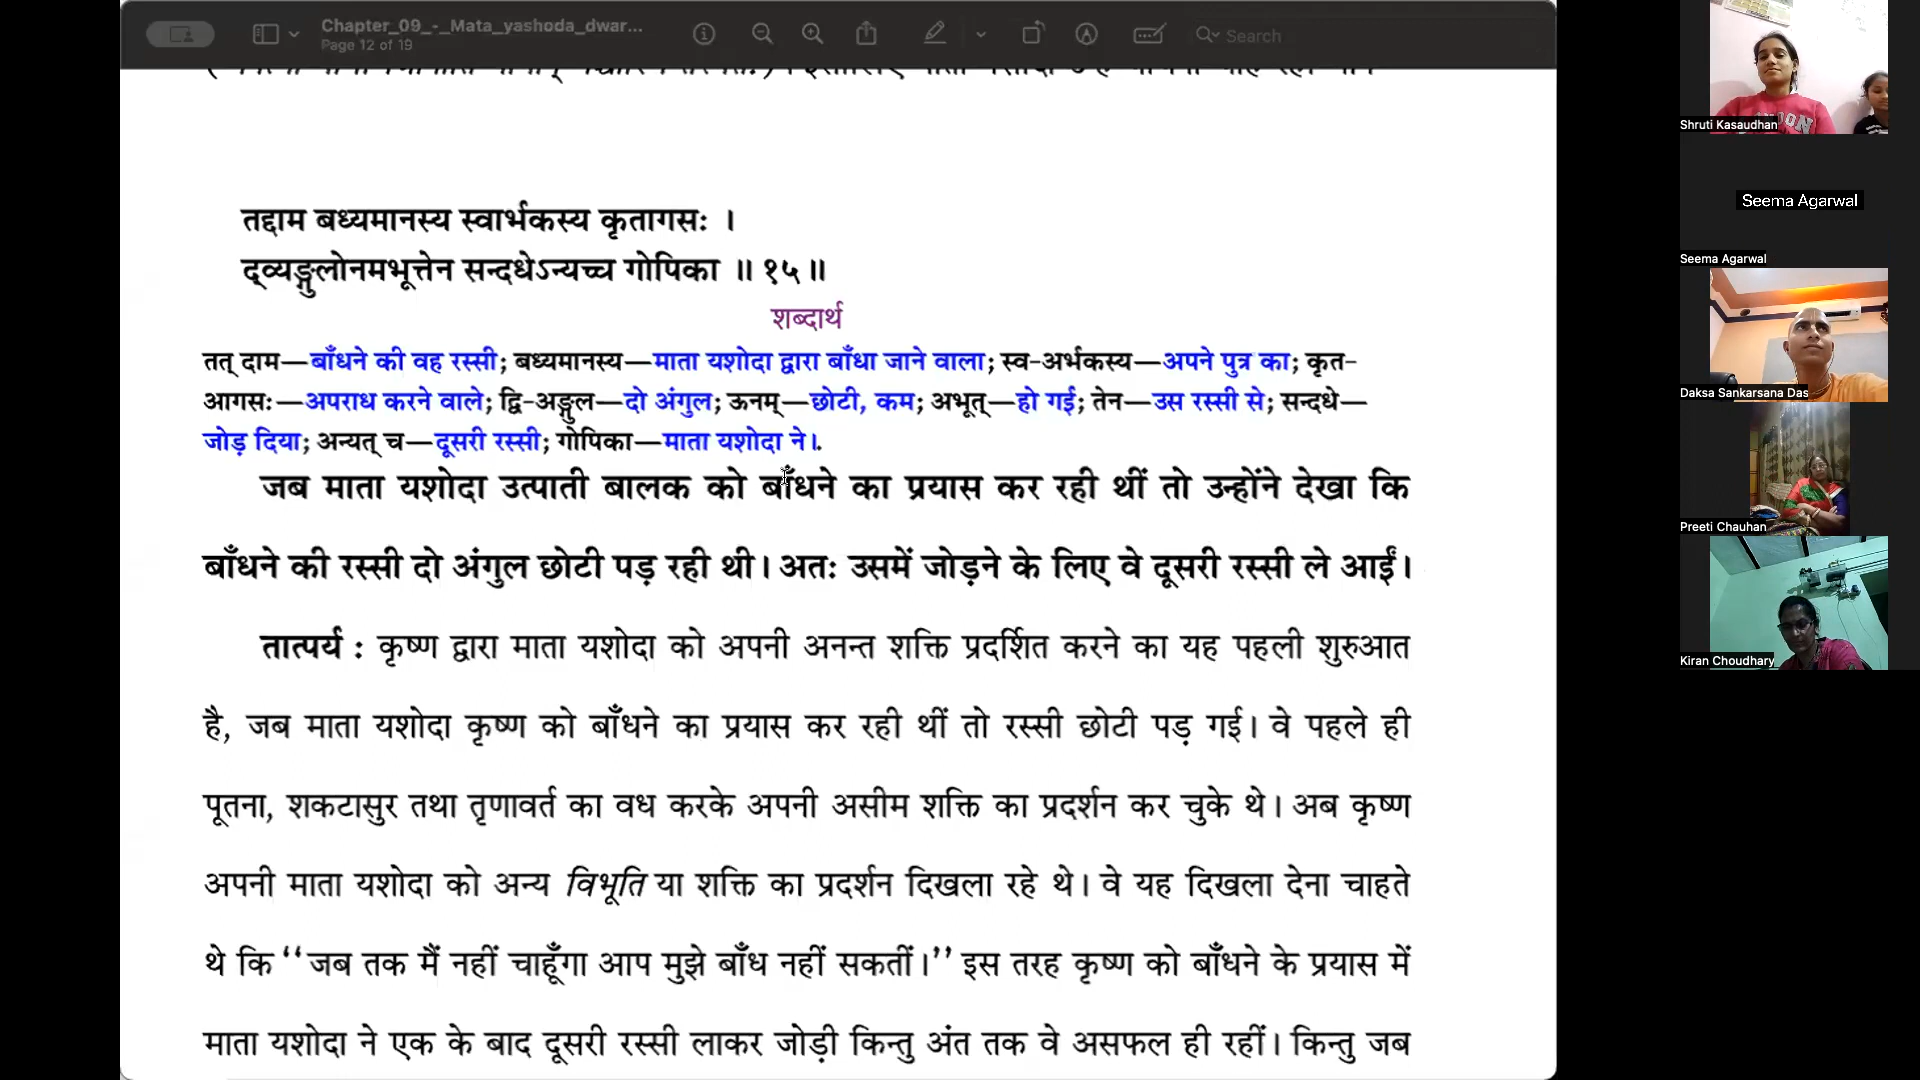 Chapter_09_-_Mata_yashoda_dwar...
Page 12 of 19
Search
तद्दाम बध्यमानस्य स्वार्भकस्य कृतागसः ।
द्व्यङ्गुलोनमभूत्तेन सन्दधेऽन्यच्च गोपिका ॥ १५॥
शब्दार्थ
तत् दाम—बाँधने की वह रस्सी; बध्यमानस्य—माता यशोदा द्वारा बाँधा जाने वाला; स्व-अर्भकस्य—अपने पुत्र का; कृत-
आगसः—अपराध करने वाले; द्वि-अङ्गुल—दो अंगुल; ऊनम्—छोटी, कम; अभूत्—हो गई; तेन—उस रस्सी से; सन्दधे—
जोड़ दिया; अन्यत् च—दूसरी रस्सी; गोपिका—माता यशोदा ने।.
जब माता यशोदा उत्पाती बालक को बाँधने का प्रयास कर रही थीं तो उन्होंने देखा कि
बाँधने की रस्सी दो अंगुल छोटी पड़ रही थी। अतः उसमें जोड़ने के लिए वे दूसरी रस्सी ले आईं।
तात्पर्य : कृष्ण द्वारा माता यशोदा को अपनी अनन्त शक्ति प्रदर्शित करने का यह पहली शुरुआत
है, जब माता यशोदा कृष्ण को बाँधने का प्रयास कर रही थीं तो रस्सी छोटी पड़ गई। वे पहले ही
पूतना, शकटासुर तथा तृणावर्त का वध करके अपनी असीम शक्ति का प्रदर्शन कर चुके थे। अब कृष्ण
अपनी माता यशोदा को अन्य विभूति या शक्ति का प्रदर्शन दिखला रहे थे। वे यह दिखला देना चाहते
थे कि ‘‘जब तक मैं नहीं चाहूँगा आप मुझे बाँध नहीं सकतीं।’’ इस तरह कृष्ण को बाँधने के प्रयास में
माता यशोदा ने एक के बाद दूसरी रस्सी लाकर जोड़ी किन्तु अंत तक वे असफल ही रहीं। किन्तु जब
Shruti Kasaudhan
Seema Agarwal
Seema Agarwal
Daksa Sankarsana Das
Preeti Chauhan
Kiran Choudhary